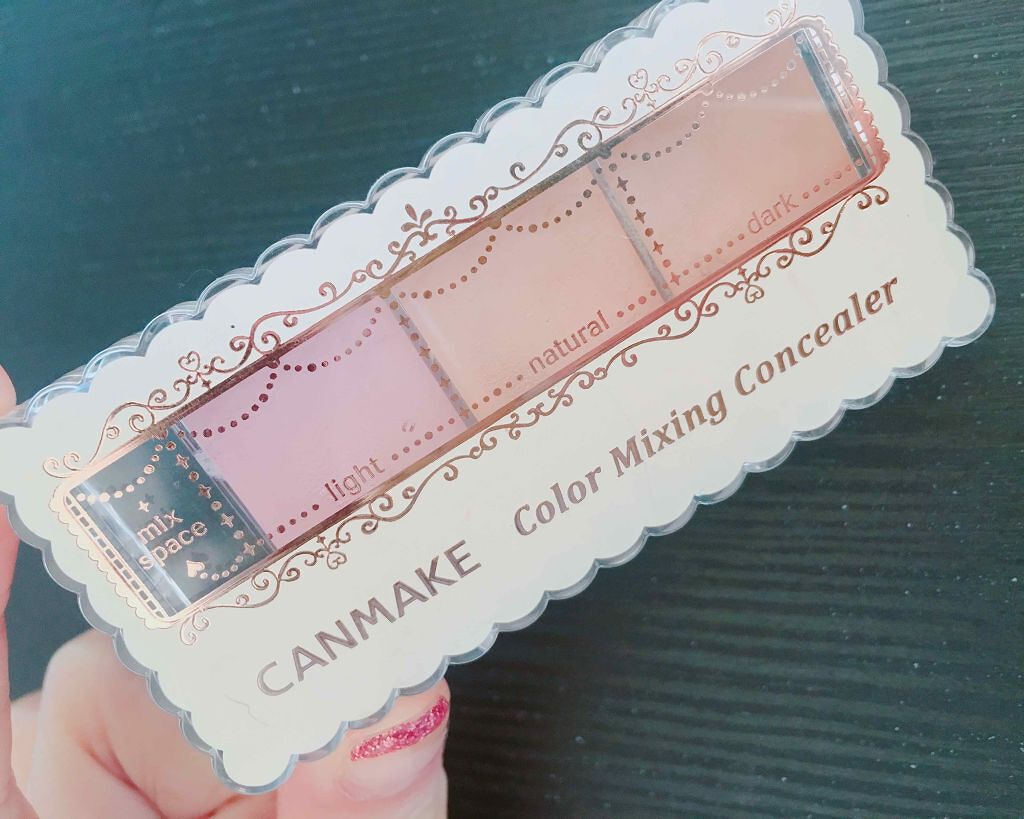 mix
space
light
natural
dark
CANMAKE Color Mixing Concealer